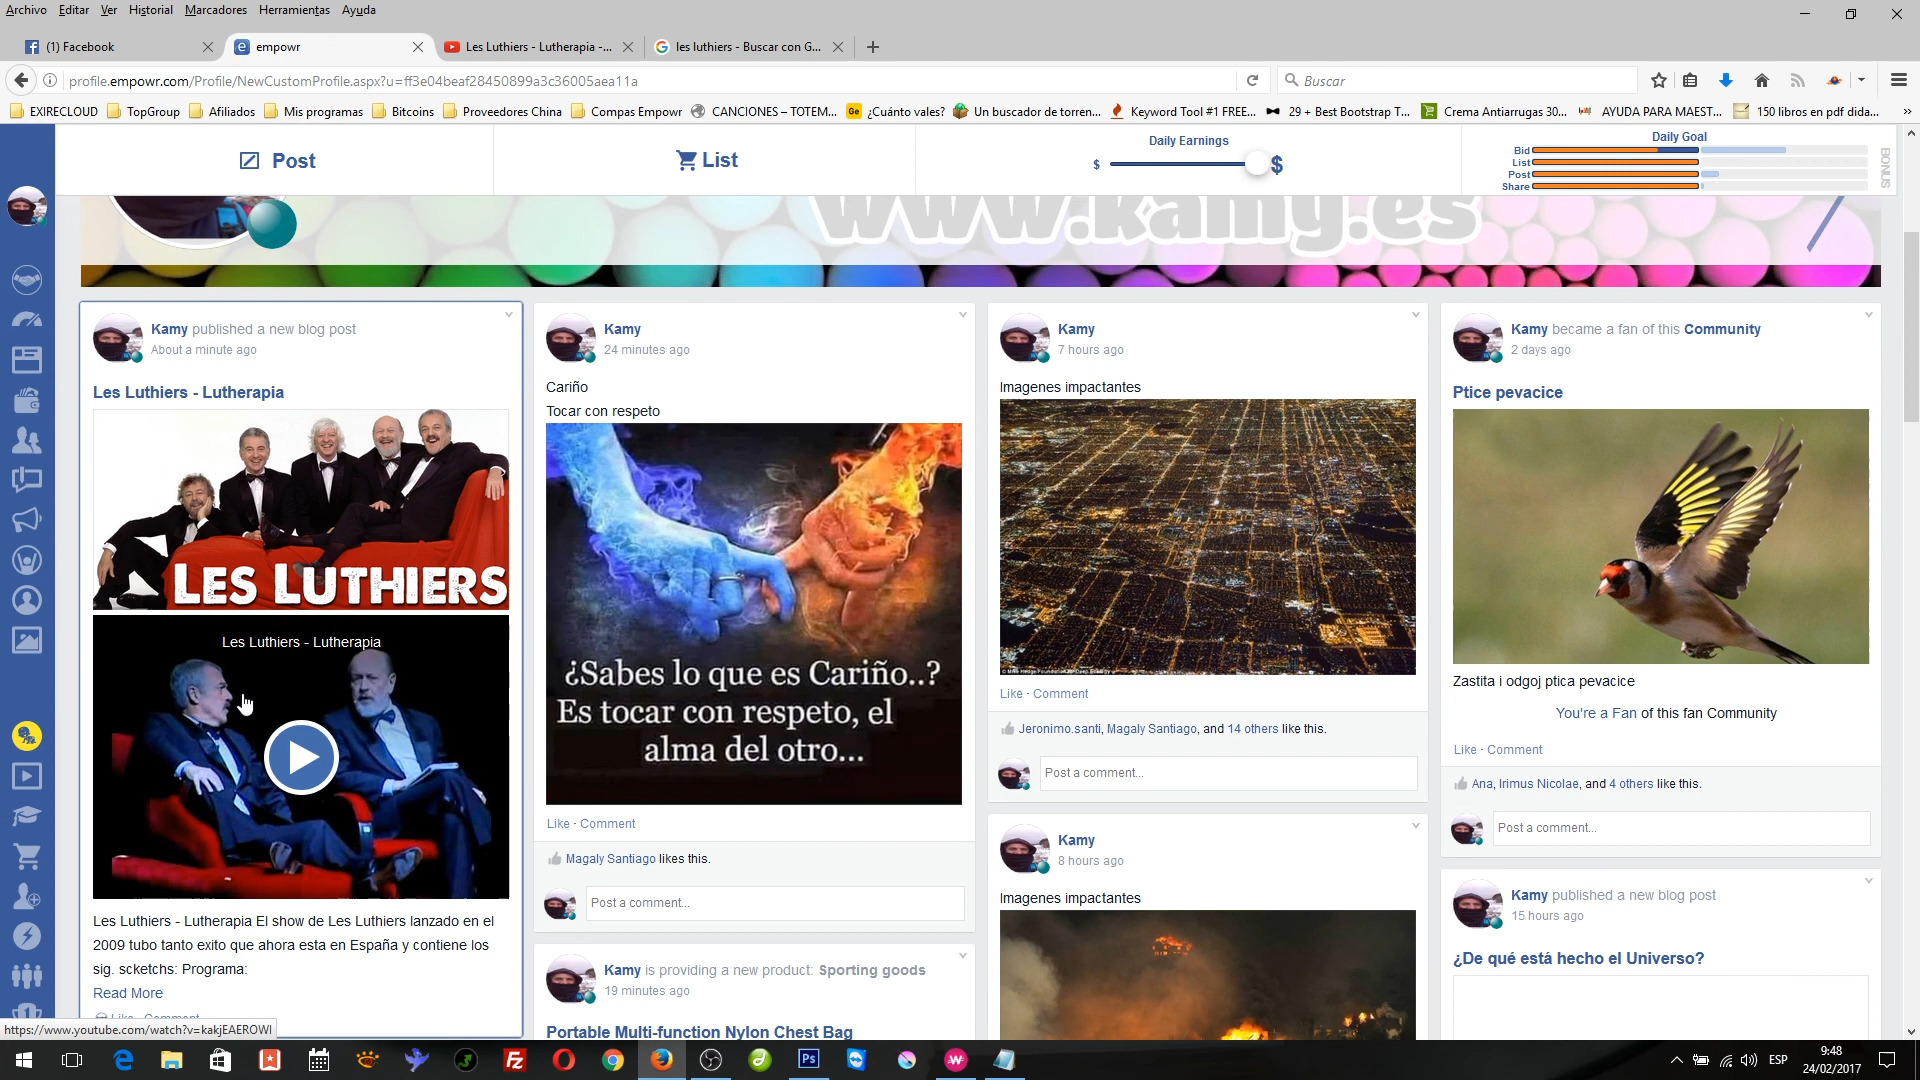 Archivo Editar Ver Historial Marcadores Herramientas Ayuda
(1) Facebook
empowr
Les Luthiers - Lutherapia -...
les luthiers - Buscar con G...
profile.empowr.com/Profile/NewCustomProfile.aspx?u=ff3e04beaf28450899a3c36005aea11a
Buscar
EXIRECLOUD
TopGroup
Afiliados
Mis programas
Bitcoins
Proveedores China
Compas Empowr
CANCIONES – TOTEM...
¿Cuánto vales?
Un buscador de torren...
Keyword Tool #1 FREE...
29 + Best Bootstrap T...
Crema Antiarrugas 30...
AYUDA PARA MAEST...
150 libros en pdf dida...
Post
List
Daily Earnings
$ $
Daily Goal
Bid
List
Post
Share
BONUS
www.kamy.es
Kamy published a new blog post
About a minute ago
Les Luthiers - Lutherapia
LES LUTHIERS
Les Luthiers - Lutherapia
Les Luthiers - Lutherapia El show de Les Luthiers lanzado en el
2009 tubo tanto exito que ahora esta en España y contiene los
sig. scketchs: Programa:
Read More
Like - Comment
https://www.youtube.com/watch?v=kakjEAEROWI
Kamy
24 minutes ago
Cariño
Tocar con respeto
¿Sabes lo que es Cariño..?
Es tocar con respeto, el
alma del otro...
Like - Comment
Magaly Santiago likes this.
Post a comment...
Kamy is providing a new product: Sporting goods
19 minutes ago
Portable Multi-function Nylon Chest Bag
Kamy
7 hours ago
Imagenes impactantes
Like - Comment
Jeronimo.santi, Magaly Santiago, and 14 others like this.
Post a comment...
Kamy
8 hours ago
Imagenes impactantes
Kamy became a fan of this Community
2 days ago
Ptice pevacice
Zastita i odgoj ptica pevacice
You're a Fan of this fan Community
Like - Comment
Ana, Irimus Nicolae, and 4 others like this.
Post a comment...
Kamy published a new blog post
15 hours ago
¿De qué está hecho el Universo?
ESP
9:48
24/02/2017